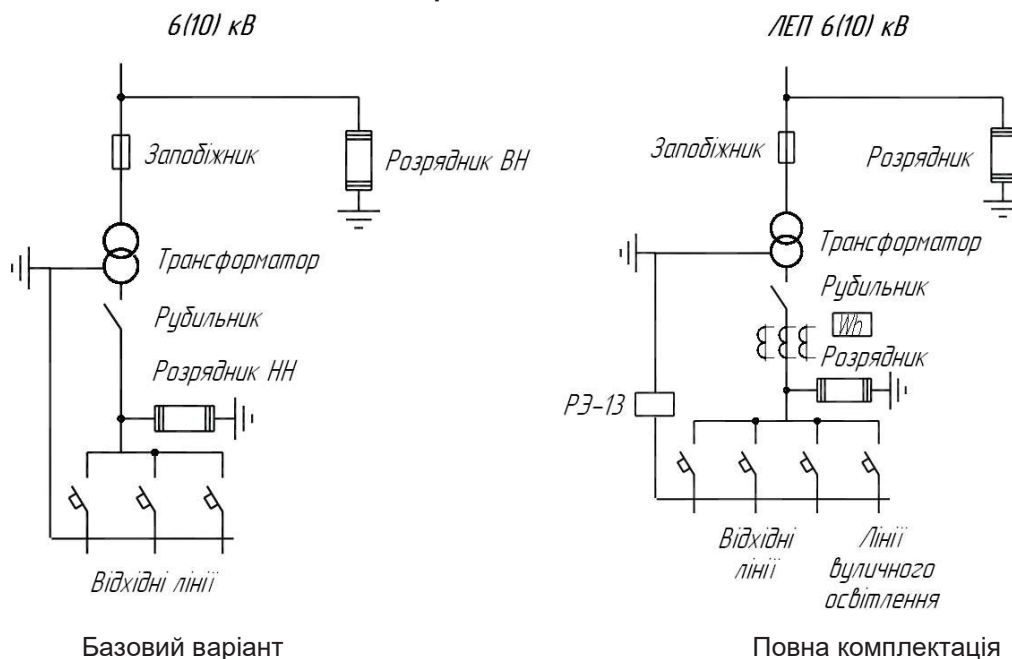 6(10) кВ
Запобіжник
Розрядник ВН
Трансформатор
Рубильник
Розрядник НН
Відхідні лінії
Базовий варіант
ЛЕП 6(10) кВ
Запобіжник
Розрядник
Трансформатор
Рубильник
Wh
Розрядник
РЭ-13
Відхідні
лінії
Лінії
вуличного
освітлення
Повна комплектація